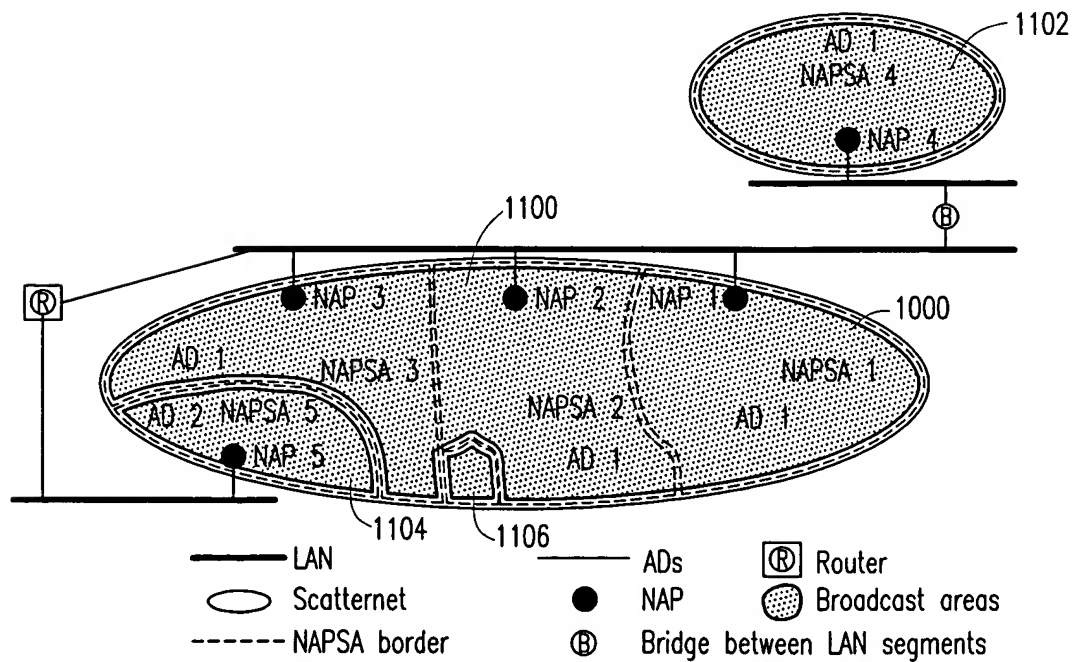 1102
AD 1
NAPSA 4
NAP 4
B
1100
R
NAP 3
NAP 2
NAP 1
1000
AD 1
NAPSA 3
NAPSA 1
AD 2
NAPSA 5
NAPSA 2
AD 1
NAP 5
AD 1
1104
1106
LAN
ADs
R Router
Scatternet
NAP
Broadcast areas
NAPSA border
B Bridge between LAN segments